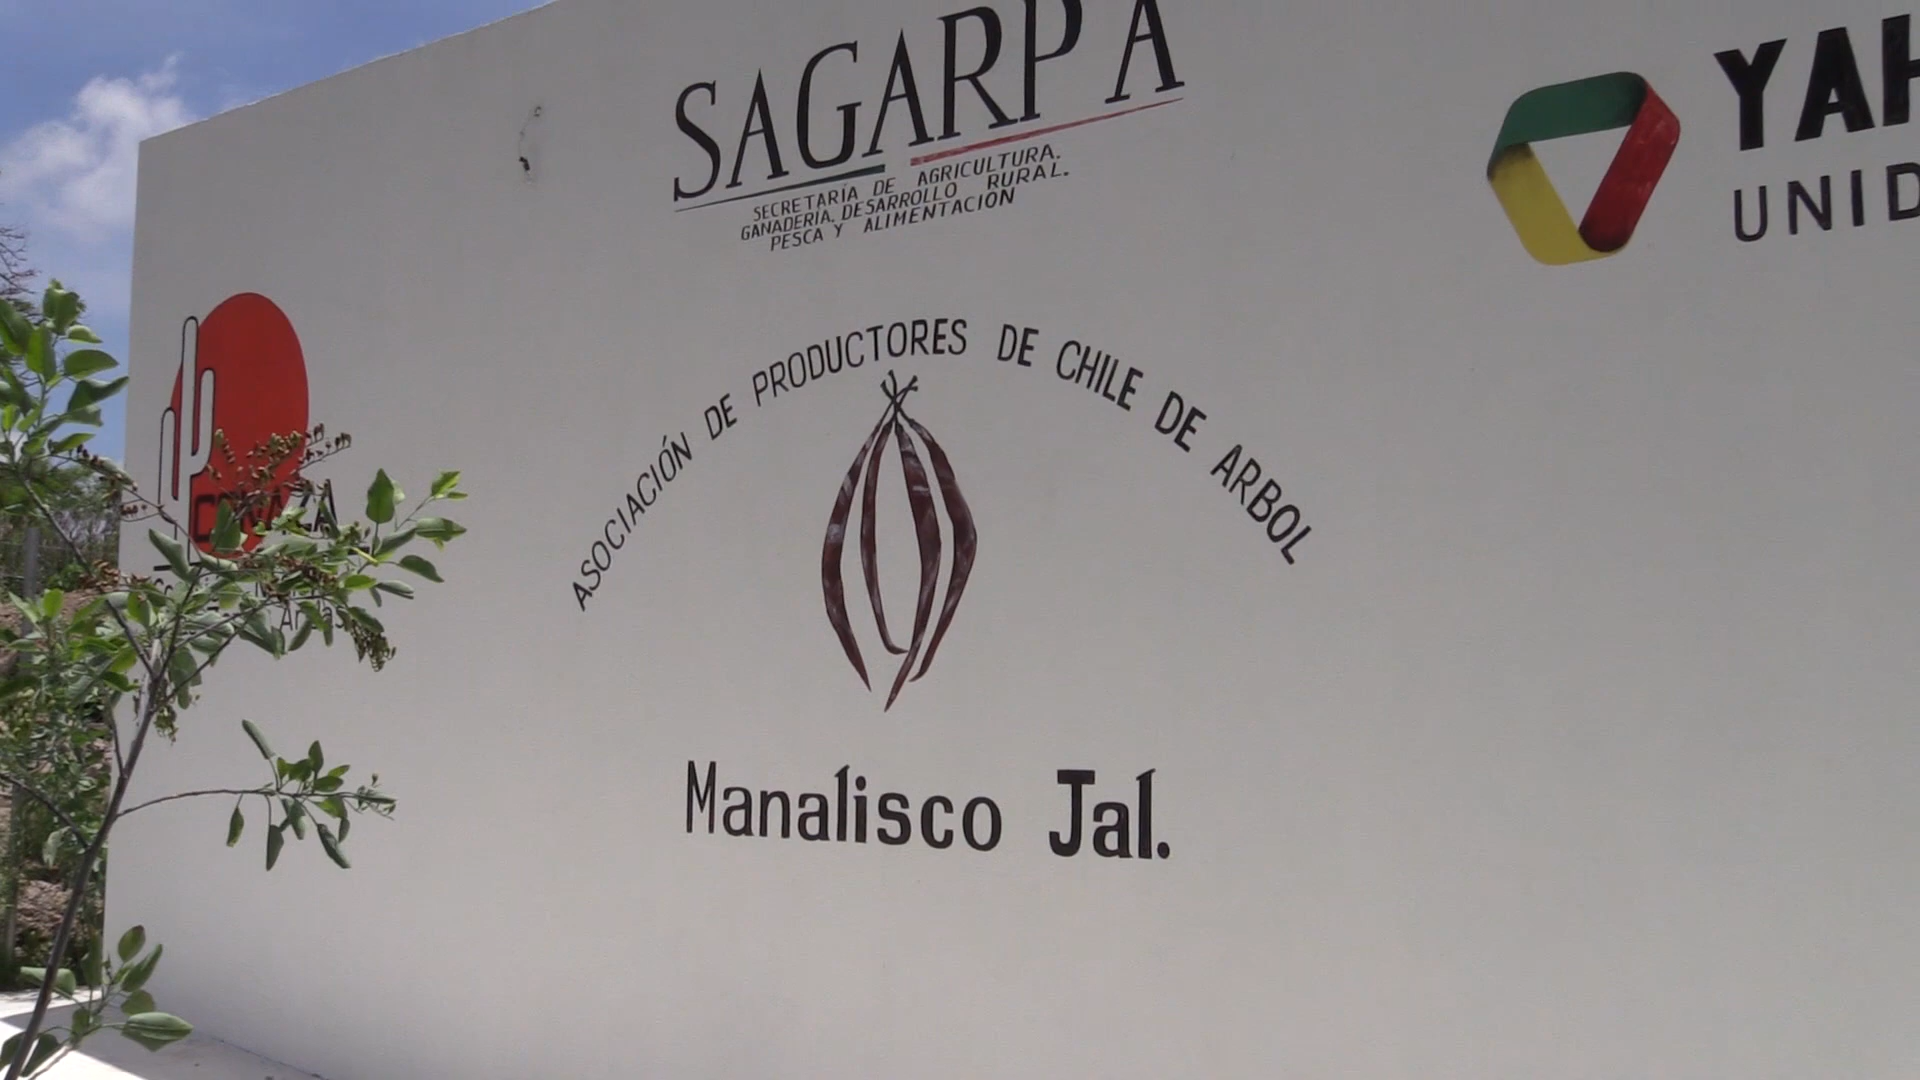 SAGARPA
SECRETARÍA DE AGRICULTURA.
GANADERÍA, DESARROLLO RURAL.
PESCA Y ALIMENTACIÓN
YAH
UNID
CONAZA
ASOCIACIÓN DE PRODUCTORES DE CHILE DE ARBOL
Manalisco Jal.